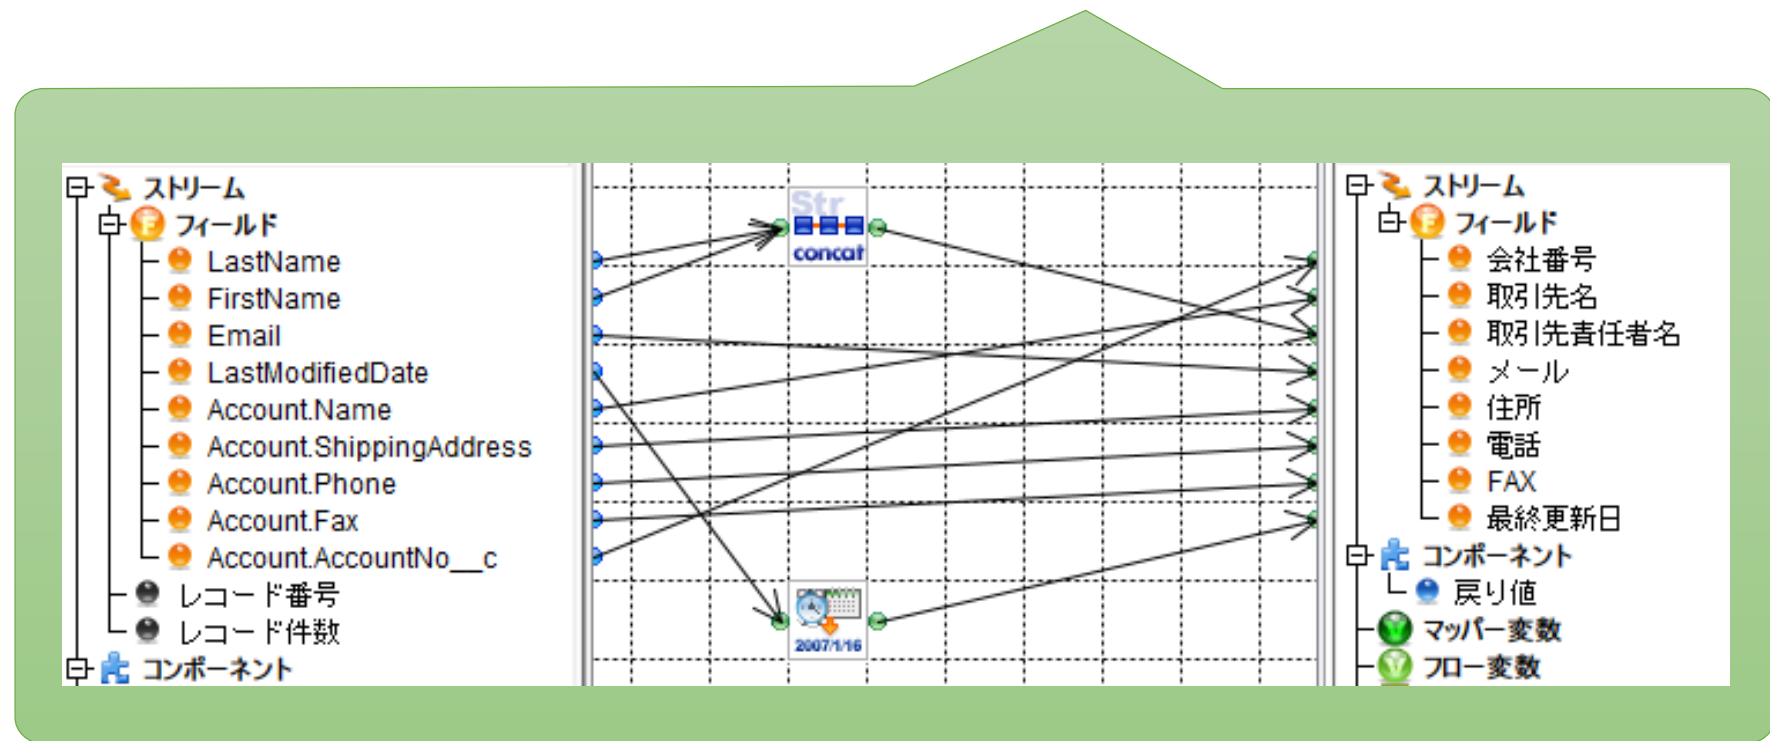 ストリーム
フィールド
LastName
FirstName
Email
LastModifiedDate
Account.Name
Account.ShippingAddress
Account.Phone
Account.Fax
Account.AccountNo__c
レコード番号
レコード件数
コンポーネント
Str
concat
2007/1/16
ストリーム
フィールド
会社番号
取引先名
取引先責任者名
メール
住所
電話
FAX
最終更新日
コンポーネント
戻り値
マッパー変数
フロー変数